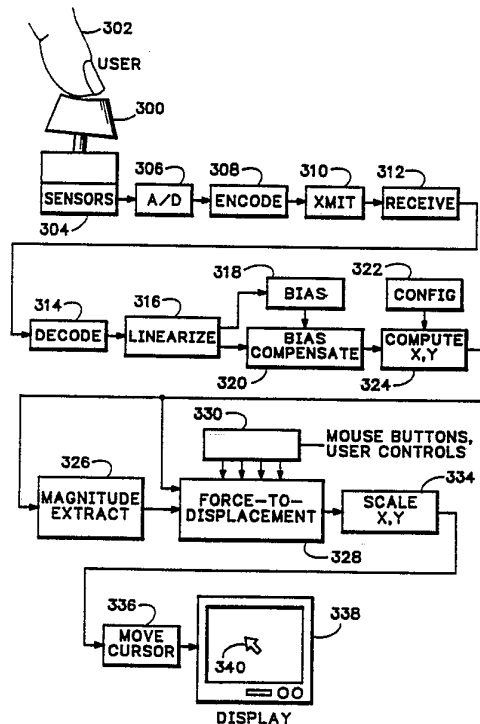 302
USER
300
306
308
310
312
SENSORS
A/D
ENCODE
XMIT
RECEIVE
304
318
322
314
316
BIAS
CONFIG
DECODE
LINEARIZE
BIAS
COMPENSATE
COMPUTE
X,Y
320
324
330
326
MOUSE BUTTONS,
USER CONTROLS
334
MAGNITUDE
EXTRACT
FORCE-TO-
DISPLACEMENT
SCALE
X,Y
328
336
338
MOVE
CURSOR
340
DISPLAY